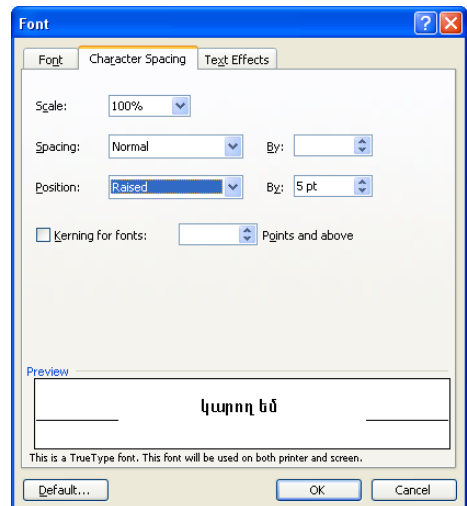 Font
Font Character Spacing Text Effects
Scale: 100%
Spacing: Normal By:
Position: Raised By: 5 pt
Kerning for fonts: Points and above
Preview
կարող եմ
This is a TrueType font. This font will be used on both printer and screen.
Default... OK Cancel